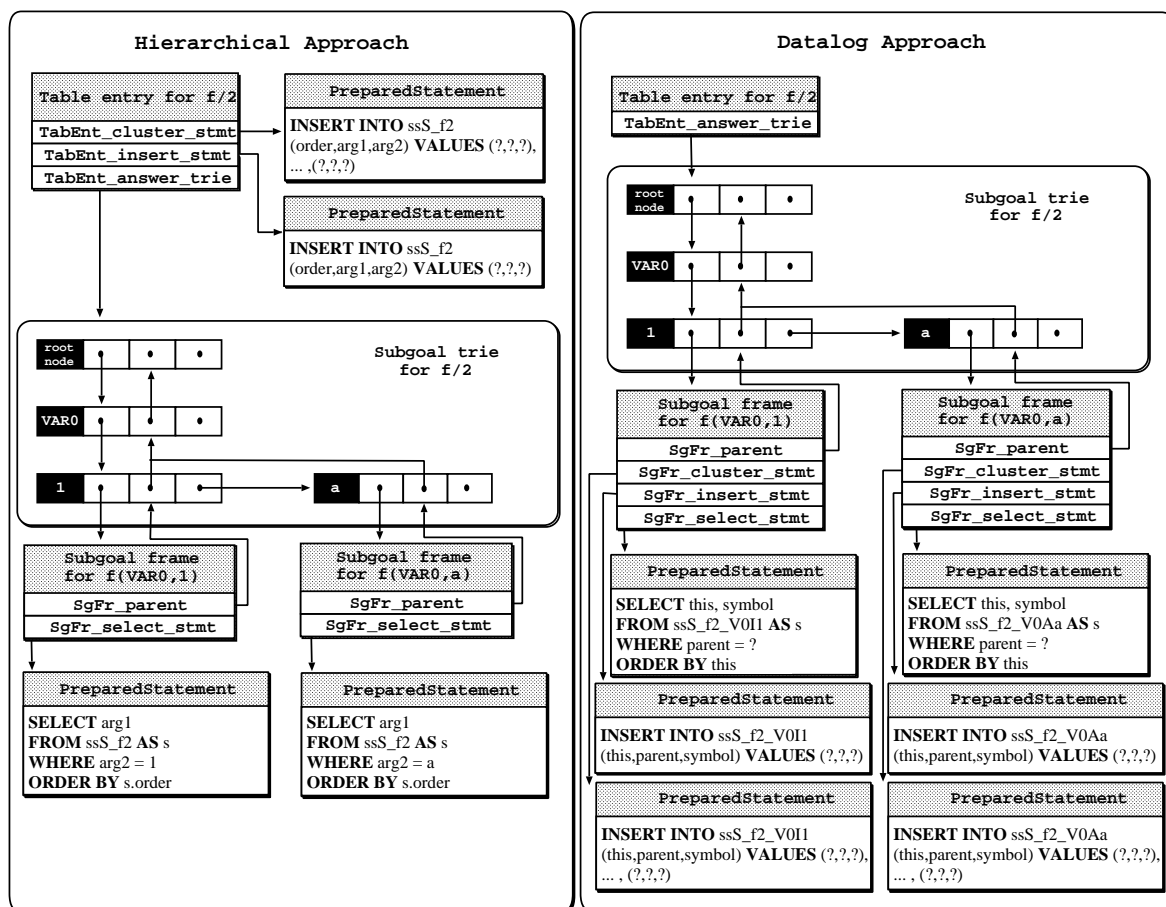 Hierarchical Approach
Table entry for f/2
TabEnt_cluster_stmt
TabEnt_insert_stmt
TabEnt_answer_trie
PreparedStatement
INSERT INTO ssS_f2
(order,arg1,arg2) VALUES (?,?,?),
... ,(?,?,?)
PreparedStatement
INSERT INTO ssS_f2
(order,arg1,arg2) VALUES (?,?,?)
Subgoal trie
for f/2
root
node
VAR0
1
a
Subgoal frame
for f(VAR0,1)
SgFr_parent
SgFr_select_stmt
Subgoal frame
for f(VAR0,a)
SgFr_parent
SgFr_select_stmt
PreparedStatement
SELECT arg1
FROM ssS_f2 AS s
WHERE arg2 = 1
ORDER BY s.order
PreparedStatement
SELECT arg1
FROM ssS_f2 AS s
WHERE arg2 = a
ORDER BY s.order
Datalog Approach
Table entry for f/2
TabEnt_answer_trie
Subgoal trie
for f/2
root
node
VAR0
1
a
Subgoal frame
for f(VAR0,1)
SgFr_parent
SgFr_cluster_stmt
SgFr_insert_stmt
SgFr_select_stmt
Subgoal frame
for f(VAR0,a)
SgFr_parent
SgFr_cluster_stmt
SgFr_insert_stmt
SgFr_select_stmt
PreparedStatement
SELECT this, symbol
FROM ssS_f2_V0I1 AS s
WHERE parent = ?
ORDER BY this
PreparedStatement
SELECT this, symbol
FROM ssS_f2_V0Aa AS s
WHERE parent = ?
ORDER BY this
PreparedStatement
INSERT INTO ssS_f2_V0I1
(this,parent,symbol) VALUES (?,?,?)
PreparedStatement
INSERT INTO ssS_f2_V0Aa
(this,parent,symbol) VALUES (?,?,?)
PreparedStatement
INSERT INTO ssS_f2_V0I1
(this,parent,symbol) VALUES (?,?,?),
... , (?,?,?)
PreparedStatement
INSERT INTO ssS_f2_V0Aa
(this,parent,symbol) VALUES (?,?,?),
... , (?,?,?)